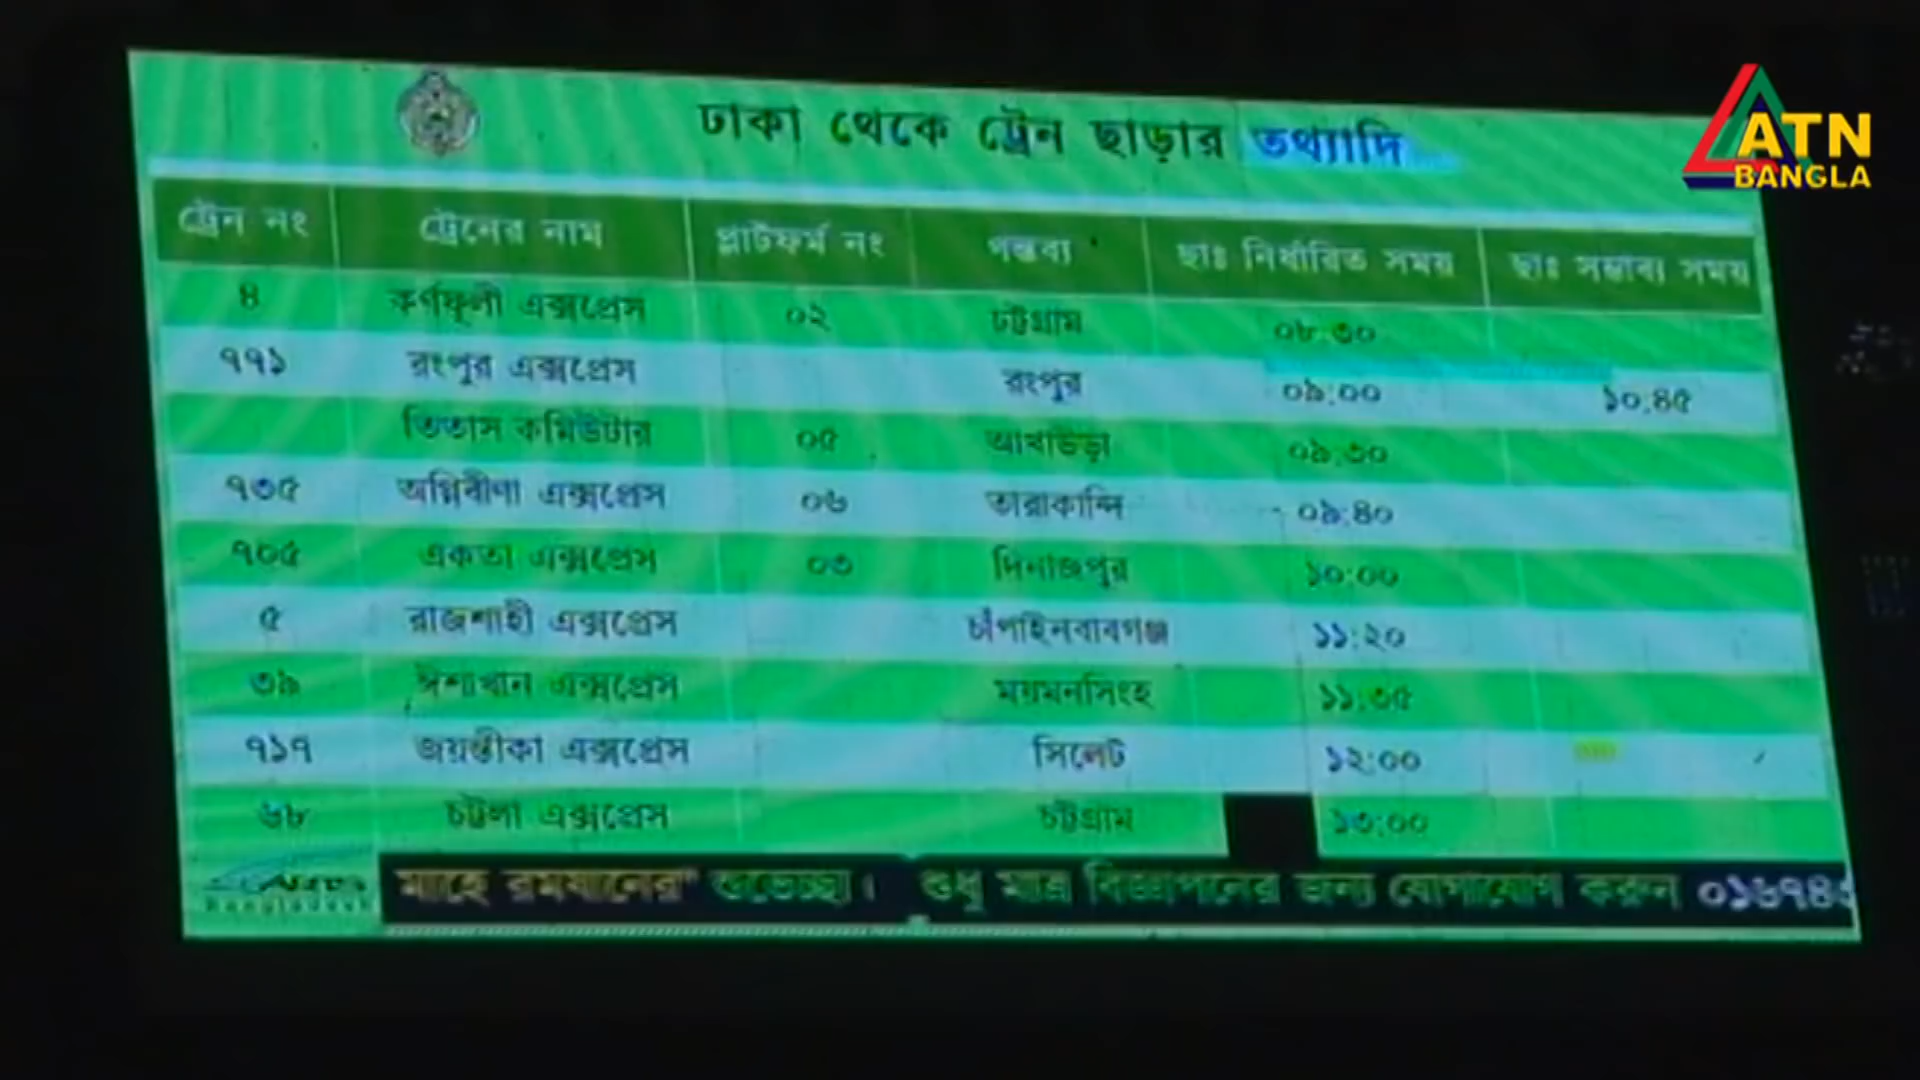 ATN
BANGLA
ঢাকা থেকে ট্রেন ছাড়ার তথ্যাদি
ট্রেন নং ট্রেনের নাম প্লাটফর্ম নং গন্তব্য ছাঃ নির্ধারিত সময় ছাঃ সম্ভাব্য সময়
৪ কর্ণফূলী এক্সপ্রেস ০২ চট্টগ্রাম ০৮:৩০
৭৭১ রংপুর এক্সপ্রেস রংপুর ০৯:০০ ১০:৪৫
তিতাস কমিউটার ০৫ আখাউড়া ০৯:৩০
৭৩৫ অগ্নিবীণা এক্সপ্রেস ০৬ তারাকান্দি ০৯:৪০
৭০৫ একতা এক্সপ্রেস ০৩ দিনাজপুর ১০:০০
৫ রাজশাহী এক্সপ্রেস চাঁপাইনবাবগঞ্জ ১১:২০
৩৯ ঈশাখান এক্সপ্রেস ময়মনসিংহ ১১:৩৫
৭১৭ জয়ন্তীকা এক্সপ্রেস সিলেট ১২:০০
৬৮ চট্টলা এক্সপ্রেস চট্টগ্রাম ১৩:০০
মাহে রমযানের" শুভেচ্ছা। শুধু মাত্র বিজ্ঞাপনের জন্য যোগাযোগ করুন ০১৬৭৪
Bangladesh